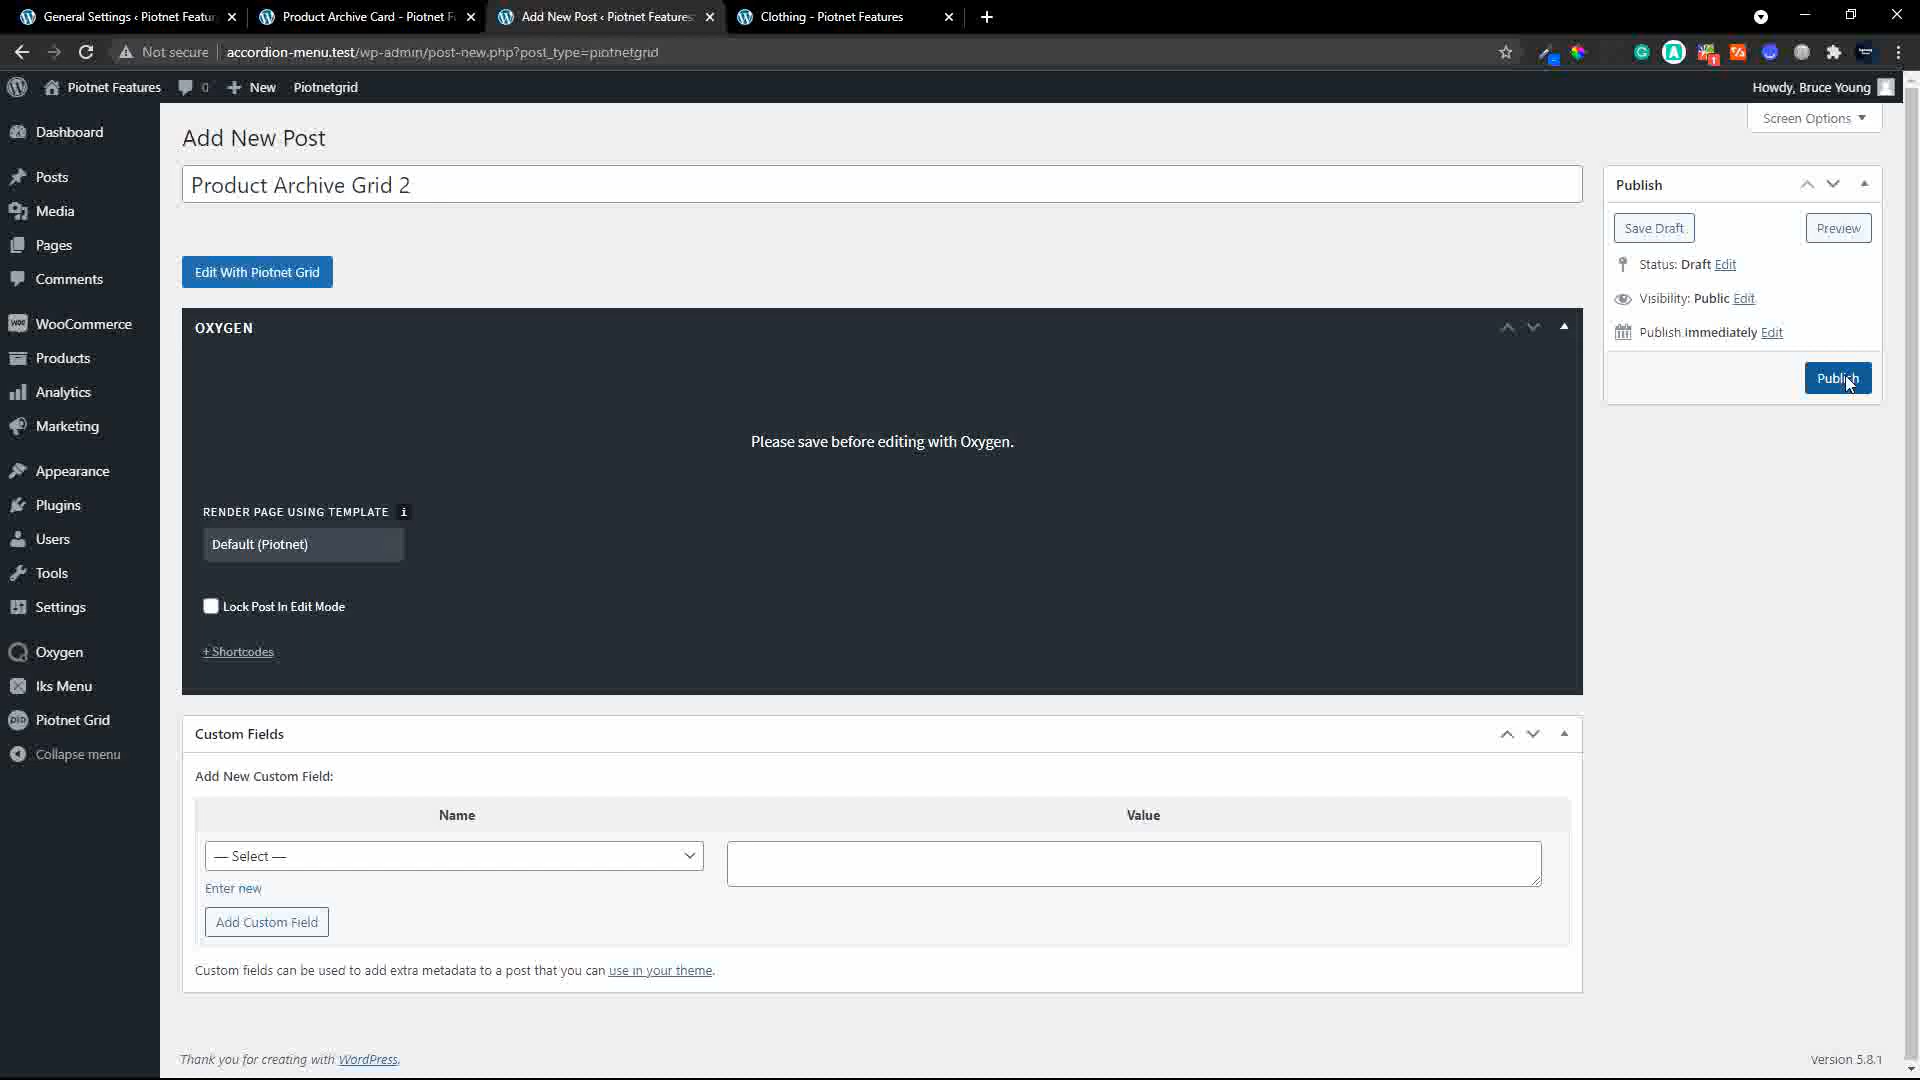 General Settings ‹ Piotnet Featur
Product Archive Card - Piotnet F
Add New Post ‹ Piotnet Features
Clothing - Piotnet Features
Not secure
accordion-menu.test/wp-admin/post-new.php?post_type=piotnetgrid
Piotnet Features
0
New
Piotnetgrid
Howdy, Bruce Young
Screen Options
Dashboard
Posts
Media
Pages
Comments
WooCommerce
Products
Analytics
Marketing
Appearance
Plugins
Users
Tools
Settings
Oxygen
Iks Menu
Piotnet Grid
Collapse menu
Add New Post
Product Archive Grid 2
Edit With Piotnet Grid
OXYGEN
Please save before editing with Oxygen.
RENDER PAGE USING TEMPLATE i
Default (Piotnet)
Lock Post In Edit Mode
+ Shortcodes
Custom Fields
Add New Custom Field:
Name
Value
— Select —
Enter new
Add Custom Field
Custom fields can be used to add extra metadata to a post that you can use in your theme.
Publish
Save Draft
Preview
Status: Draft Edit
Visibility: Public Edit
Publish immediately Edit
Publish
Thank you for creating with WordPress.
Version 5.8.1